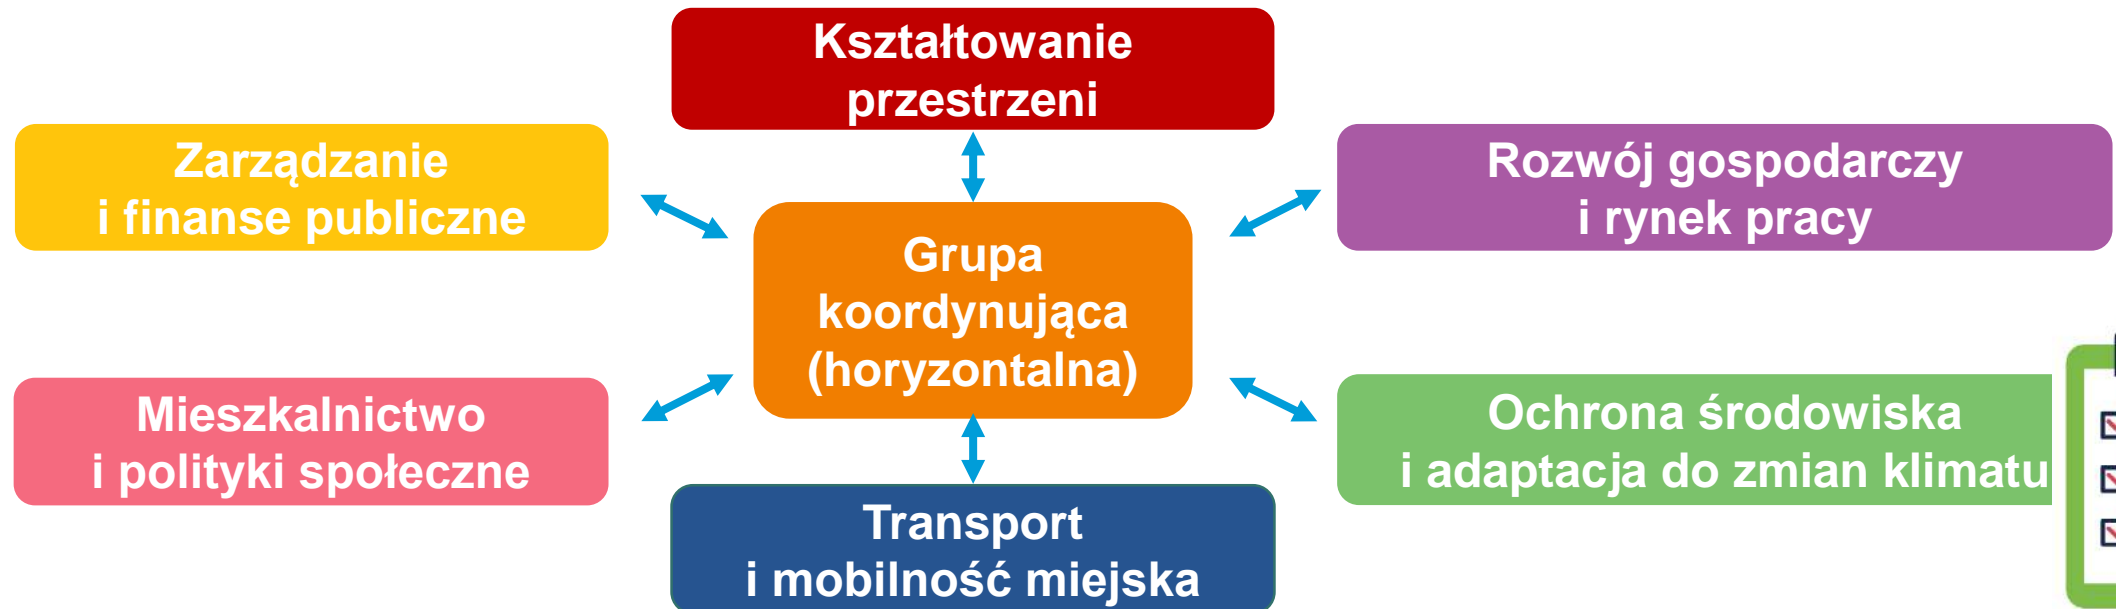 Kształtowanie
przestrzeni
Zarządzanie
i finanse publiczne
Rozwój gospodarczy
i rynek pracy
Grupa
koordynująca
(horyzontalna)
Mieszkalnictwo
i polityki społeczne
Ochrona środowiska
i adaptacja do zmian klimatu
Transport
i mobilność miejska